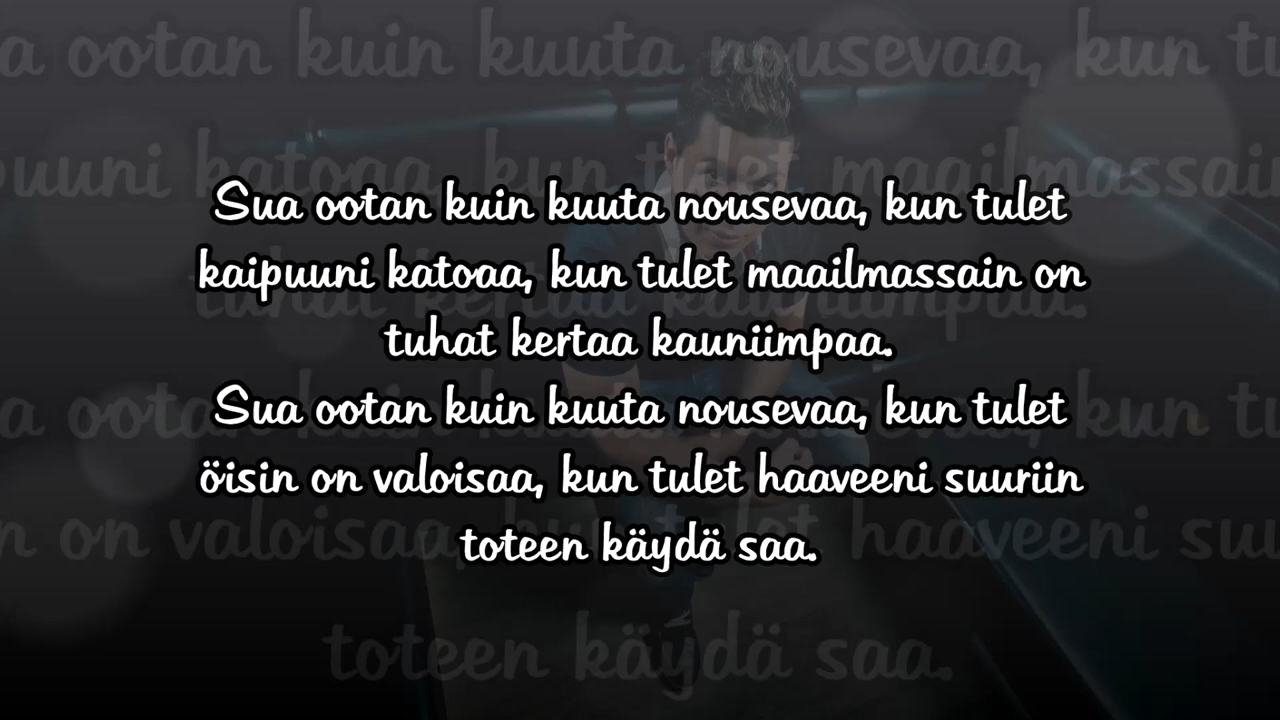 Sua ootan kuin kuuta nousevaa, kun tulet
kaipuuni katoaa, kun tulet maailmassain on
tuhat kertaa kauniimpaa.
Sua ootan kuin kuuta nousevaa, kun tulet
öisin on valoisaa, kun tulet haaveeni suuriin
toteen käydä saa.